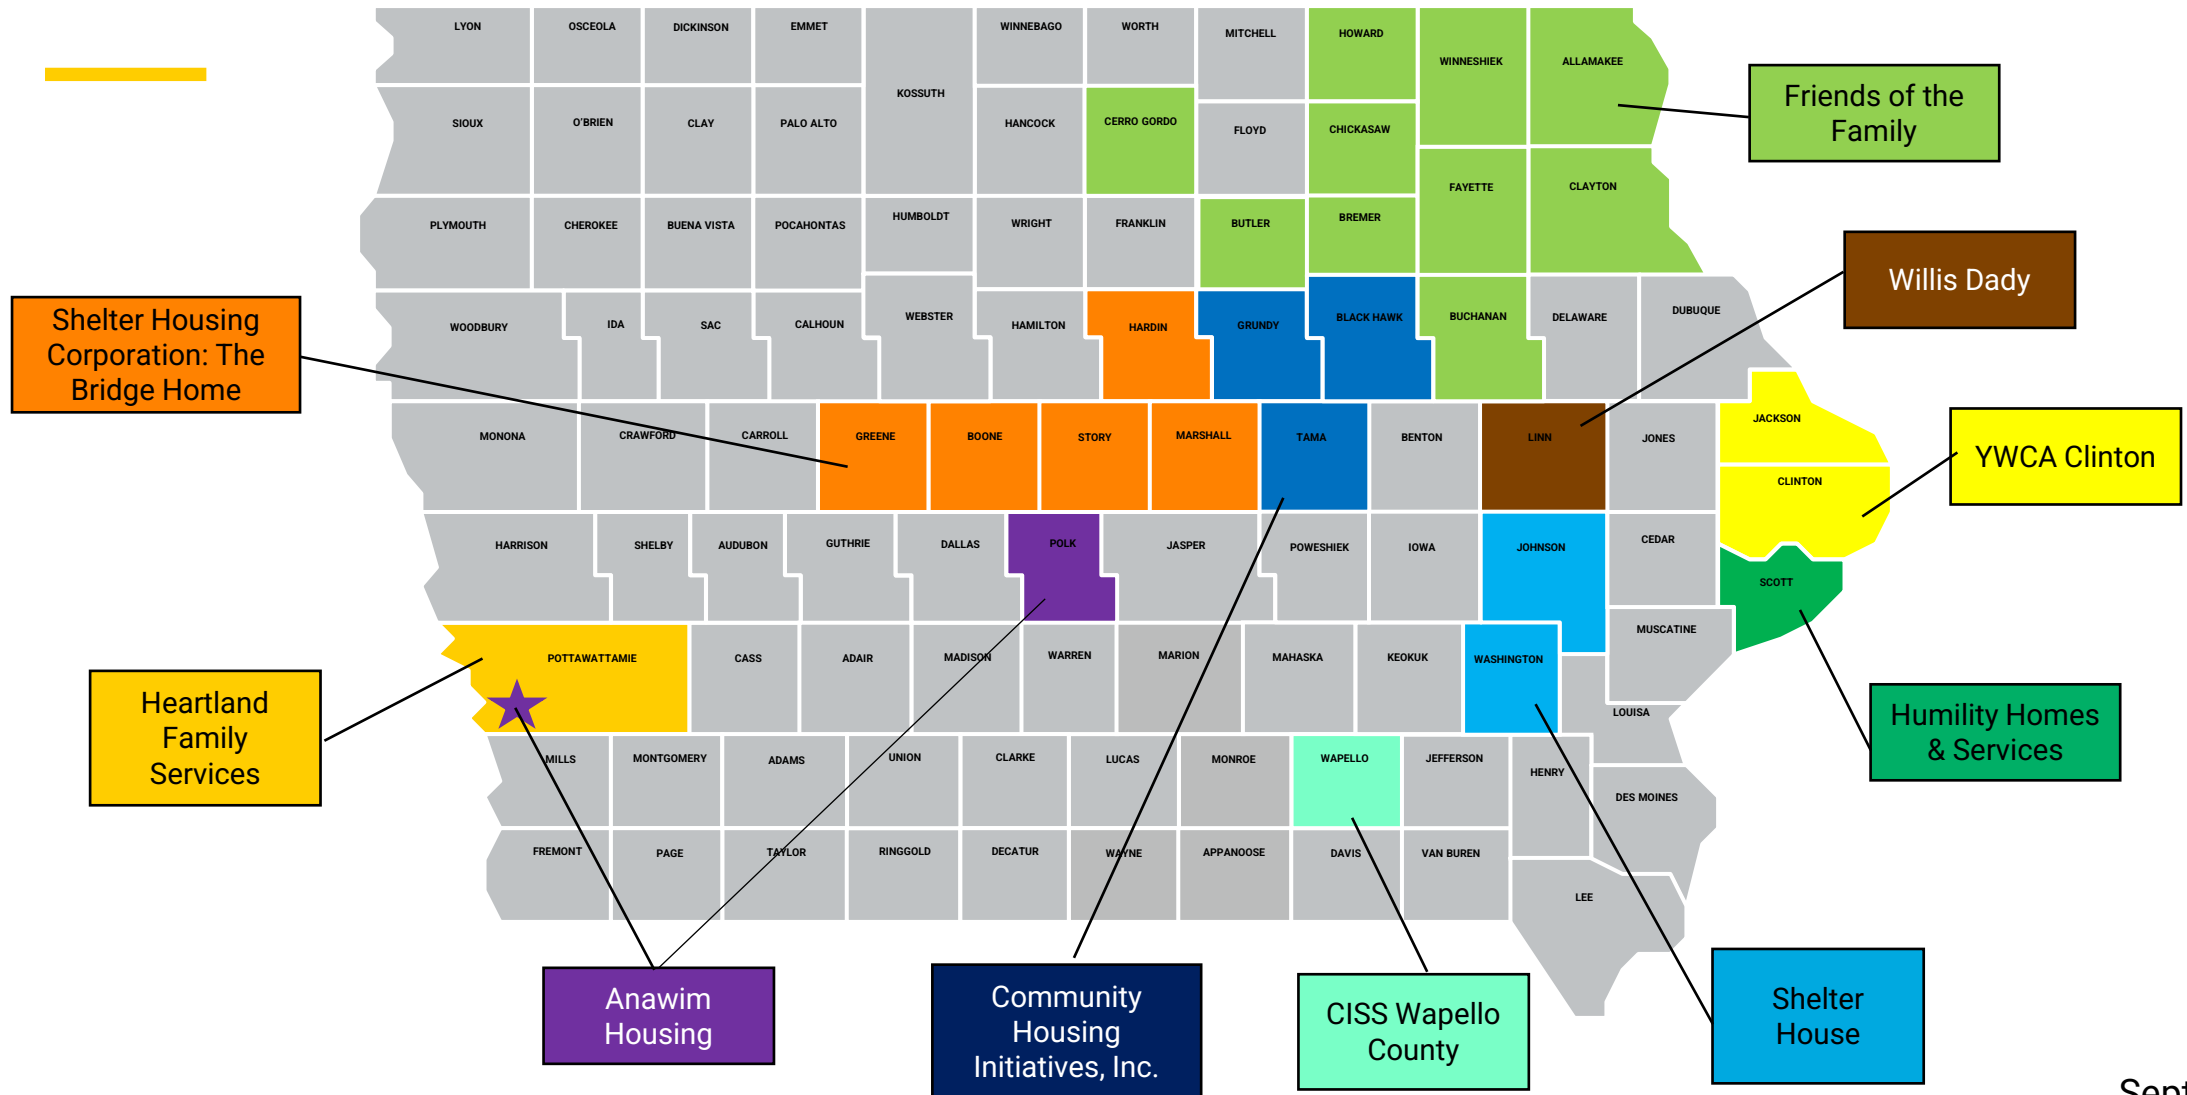 LYON
OSCEOLA
DICKINSON
EMMET
KOSSUTH
WINNEBAGO
WORTH
MITCHELL
HOWARD
WINNESHIEK
ALLAMAKEE
SIOUX
O'BRIEN
CLAY
PALO ALTO
HANCOCK
CERRO GORDO
FLOYD
CHICKASAW
FAYETTE
CLAYTON
PLYMOUTH
CHEROKEE
BUENA VISTA
POCAHONTAS
HUMBOLDT
WRIGHT
FRANKLIN
BUTLER
BREMER
WOODBURY
IDA
SAC
CALHOUN
WEBSTER
HAMILTON
HARDIN
GRUNDY
BLACK HAWK
BUCHANAN
DELAWARE
DUBUQUE
MONONA
CRAWFORD
CARROLL
GREENE
BOONE
STORY
MARSHALL
TAMA
BENTON
LINN
JONES
JACKSON
CLINTON
HARRISON
SHELBY
AUDUBON
GUTHRIE
DALLAS
POLK
JASPER
POWESHIEK
IOWA
JOHNSON
CEDAR
SCOTT
MUSCATINE
POTTAWATTAMIE
CASS
ADAIR
MADISON
WARREN
MARION
MAHASKA
KEOKUK
WASHINGTON
LOUISA
MILLS
MONTGOMERY
ADAMS
UNION
CLARKE
LUCAS
MONROE
WAPELLO
JEFFERSON
HENRY
DES MOINES
FREMONT
PAGE
TAYLOR
RINGGOLD
DECATUR
WAYNE
APPANOOSE
DAVIS
VAN BUREN
LEE
Friends of the
Family
Willis Dady
Shelter Housing
Corporation: The
Bridge Home
YWCA Clinton
Heartland
Family
Services
Humility Homes
& Services
Anawim
Housing
Community
Housing
Initiatives, Inc.
CISS Wapello
County
Shelter
House
Sept